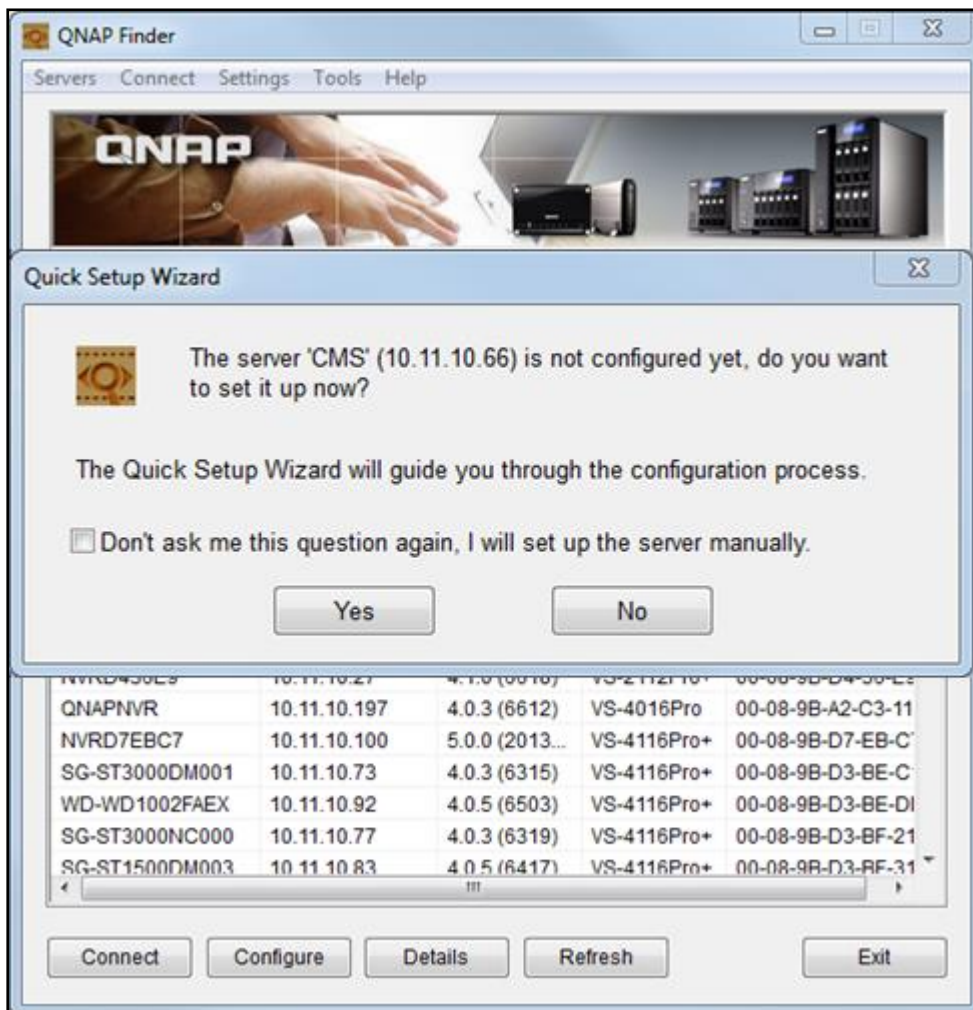 QNAP Finder
Servers Connect Settings Tools Help
QNAP
Quick Setup Wizard
The server 'CMS' (10.11.10.66) is not configured yet, do you want
to set it up now?
The Quick Setup Wizard will guide you through the configuration process.
Don't ask me this question again, I will set up the server manually.
Yes No
QNAPNVR 10.11.10.197 4.0.3 (6612) VS-4016Pro 00-08-9B-A2-C3-11
NVRD7EBC7 10.11.10.100 5.0.0 (2013... VS-4116Pro+ 00-08-9B-D7-EB-C
SG-ST3000DM001 10.11.10.73 4.0.3 (6315) VS-4116Pro+ 00-08-9B-D3-BE-C
WD-WD1002FAEX 10.11.10.92 4.0.5 (6503) VS-4116Pro+ 00-08-9B-D3-BE-D
SG-ST3000NC000 10.11.10.77 4.0.3 (6319) VS-4116Pro+ 00-08-9B-D3-BF-21
SG-ST1500DM003 10.11.10.83 4.0.5 (6417) VS-4116Pro+ 00-08-9B-D3-BF-31
Connect Configure Details Refresh Exit